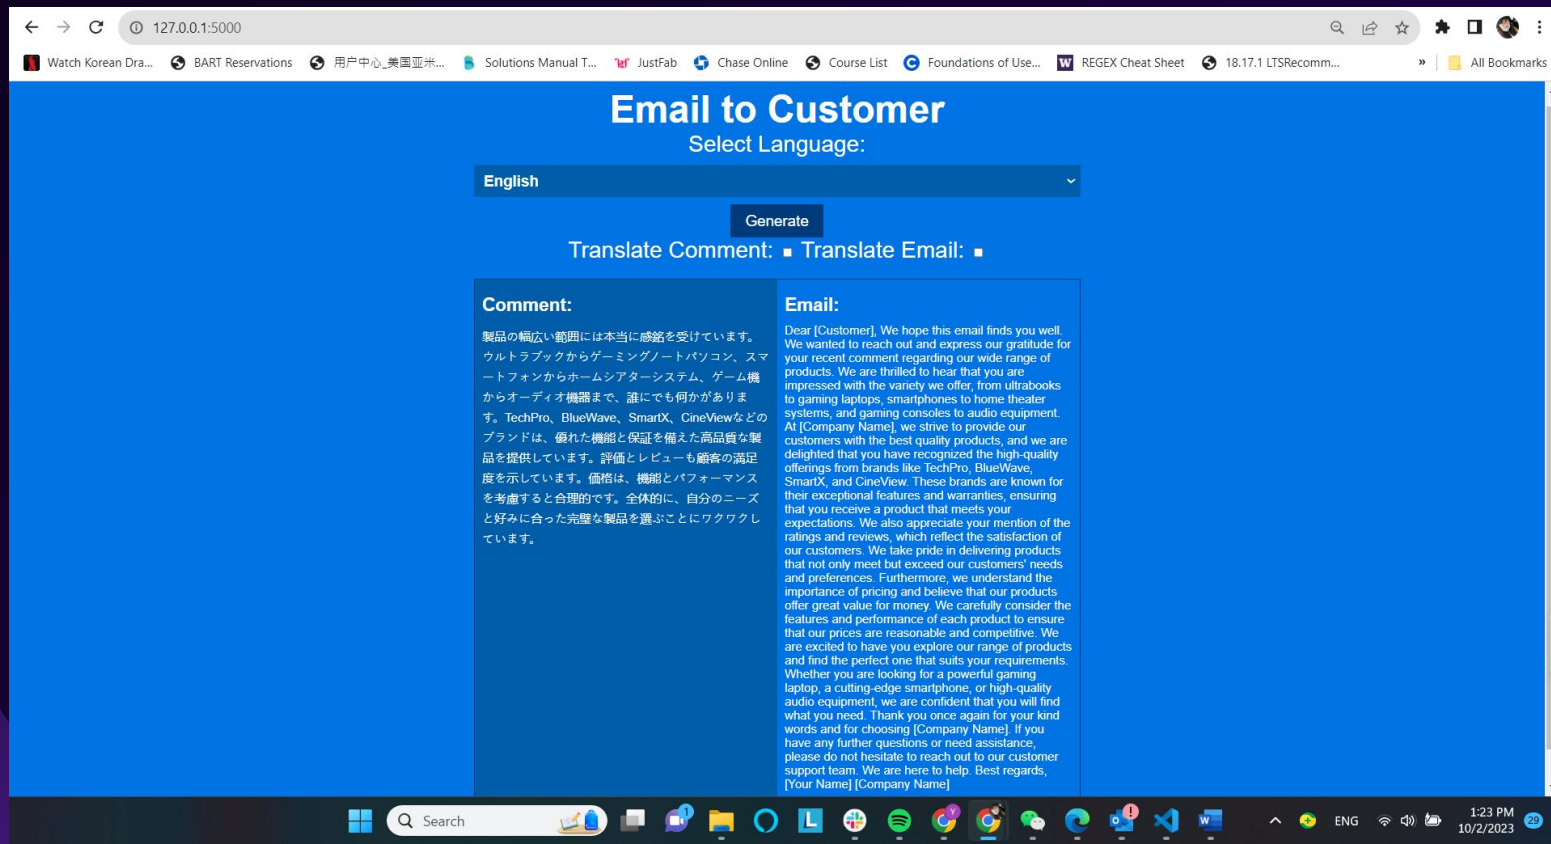 127.0.0.1:5000
Watch Korean Dra...
BART Reservations
用户中心_美国亚米...
Solutions Manual T...
JustFab
Chase Online
Course List
Foundations of Use...
W REGEX Cheat Sheet
18.17.1 LTSRecomm...
»
All Bookmarks
Email to Customer
Select Language:
English
Generate
Translate Comment: Translate Email:
Comment:
製品の幅広い範囲には本当に感銘を受けています。
ウルトラブックからゲーミングノートパソコン、スマ
ートフォンからホームシアターシステム、ゲーム機
からオーディオ機器まで、誰にでも何かがありま
す。TechPro、BlueWave、SmartX、CineViewなどの
ブランドは、優れた機能と保証を備えた高品質な製
品を提供しています。評価とレビューも顧客の満足
度を示しています。価格は、機能とパフォーマンス
を考慮すると合理的です。全体的に、自分のニーズ
と好みに合った完璧な製品を選ぶことにワクワクし
ています。
Email:
Dear [Customer], We hope this email finds you well.
We wanted to reach out and express our gratitude for
your recent comment regarding our wide range of
products. We are thrilled to hear that you are
impressed with the variety we offer, from ultrabooks
to gaming laptops, smartphones to home theater
systems, and gaming consoles to audio equipment.
At [Company Name], we strive to provide our
customers with the best quality products, and we are
delighted that you have recognized the high-quality
offerings from brands like TechPro, BlueWave,
SmartX, and CineView. These brands are known for
their exceptional features and warranties, ensuring
that you receive a product that meets your
expectations. We also appreciate your mention of the
ratings and reviews, which reflect the satisfaction of
our customers. We take pride in delivering products
that not only meet but exceed our customers' needs
and preferences. Furthermore, we understand the
importance of pricing and believe that our products
offer great value for money. We carefully consider the
features and performance of each product to ensure
that our prices are reasonable and competitive. We
are excited to have you explore our range of products
and find the perfect one that suits your requirements.
Whether you are looking for a powerful gaming
laptop, a cutting-edge smartphone, or high-quality
audio equipment, we are confident that you will find
what you need. Thank you once again for your kind
words and for choosing [Company Name]. If you
have any further questions or need assistance,
please do not hesitate to reach out to our customer
support team. We are here to help. Best regards,
[Your Name] [Company Name]
Search
1
L
Y
W
ENG
1:23 PM
10/2/2023
29